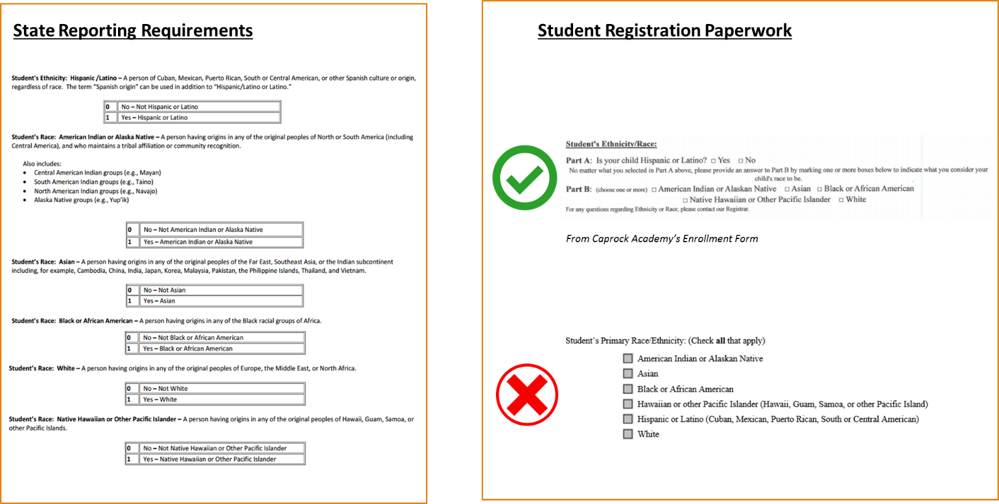 State Reporting Requirements
Student's Ethnicity: Hispanic /Latino – A person of Cuban, Mexican, Puerto Rican, South or Central American, or other Spanish culture or origin,
regardless of race. The term “Spanish origin” can be used in addition to “Hispanic/Latino or Latino.”
0 No – Not Hispanic or Latino
1 Yes – Hispanic or Latino
Student’s Race: American Indian or Alaska Native – A person having origins in any of the original peoples of North or South America (including
Central America), and who maintains a tribal affiliation or community recognition.
Also includes:
• Central American Indian groups (e.g., Mayan)
• South American Indian groups (e.g., Taino)
• North American Indian groups (e.g., Navajo)
• Alaska Native groups (e.g., Yup’ik)
0 No – Not American Indian or Alaska Native
1 Yes – American Indian or Alaska Native
Student’s Race: Asian – A person having origins in any of the original peoples of the Far East, Southeast Asia, or the Indian subcontinent
including, for example, Cambodia, China, India, Japan, Korea, Malaysia, Pakistan, the Philippine Islands, Thailand, and Vietnam.
0 No – Not Asian
1 Yes – Asian
Student’s Race: Black or African American – A person having origins in any of the Black racial groups of Africa.
0 No – Not Black or African American
1 Yes – Black or African American
Student’s Race: White – A person having origins in any of the original peoples of Europe, the Middle East, or North Africa.
0 No – Not White
1 Yes – White
Student’s Race: Native Hawaiian or Other Pacific Islander – A person having origins in any of the original peoples of Hawaii, Guam, Samoa, or
other Pacific Islands.
0 No – Not Native Hawaiian or Other Pacific Islander
1 Yes – Native Hawaiian or Other Pacific Islander
Student Registration Paperwork
Student's Ethnicity/Race:
Part A: Is your child Hispanic or Latino? □ Yes □ No
No matter what you selected in Part A above, please provide an answer to Part B by marking one or more boxes below to indicate what you consider your
child's race to be.
Part B: (choose one or more) □ American Indian or Alaskan Native □ Asian □ Black or African American
□ Native Hawaiian or Other Pacific Islander □ White
For any questions regarding Ethnicity or Race, please contact our Registrar.
From Caprock Academy’s Enrollment Form
Student’s Primary Race/Ethnicity: (Check all that apply)
American Indian or Alaskan Native
Asian
Black or African American
Hawaiian or other Pacific Islander (Hawaii, Guam, Samoa, or other Pacific Island)
Hispanic or Latino (Cuban, Mexican, Puerto Rican, South or Central American)
White